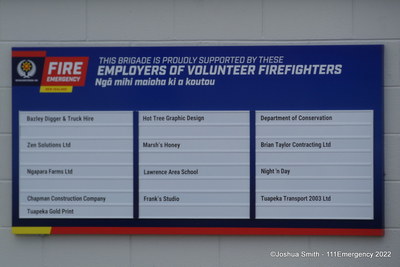 THIS BRIGADE IS PROUDLY SUPPORTED BY THESE
EMPLOYERS OF VOLUNTEER FIREFIGHTERS
Ngā mihi maioha ki a koutou
FIRE
EMERGENCY
Bazley Digger & Truck Hire
Zen Solutions Ltd
Ngapara Farms Ltd
Chapman Construction Company
Tuapeka Gold Print
Hot Tree Graphic Design
Marsh's Honey
Lawrence Area School
Frank's Studio
Department of Conservation
Brian Taylor Contracting Ltd
Night 'n Day
Tuapeka Transport 2003 Ltd
©Joshua Smith - 111Emergency 2022